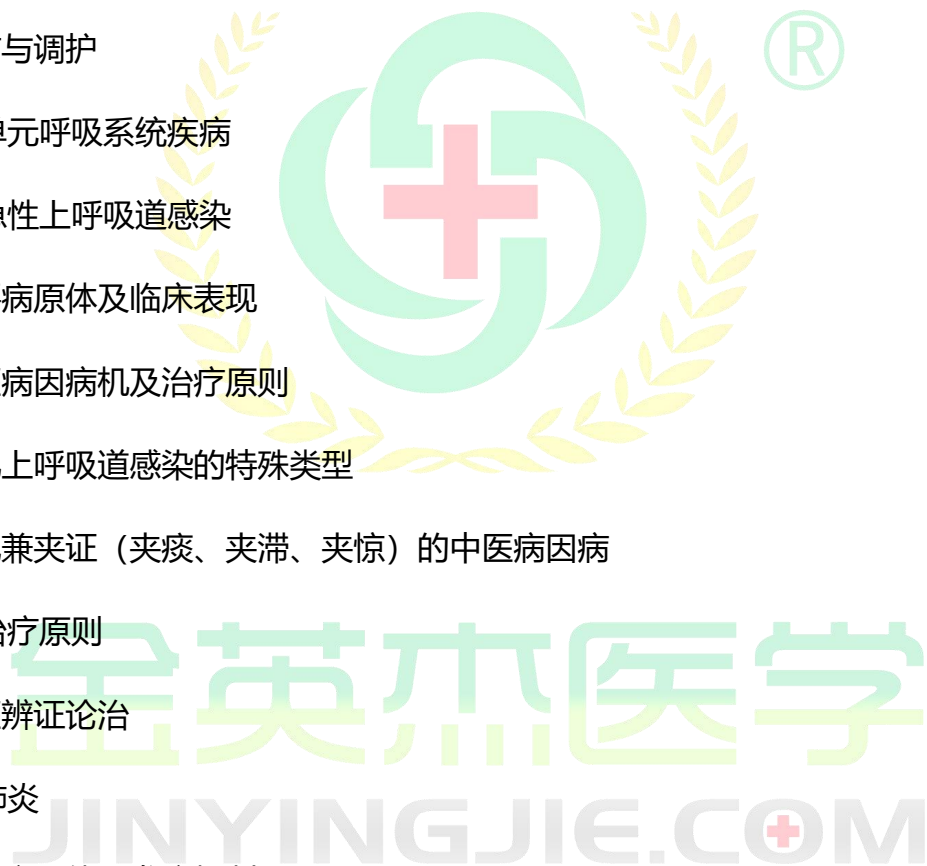 与调护
单元呼吸系统疾病
急性上呼吸道感染
病原体及临床表现
病因病机及治疗原则
上呼吸道感染的特殊类型
兼夹证（夹痰、夹滞、夹惊）的中医病因病
治疗原则
辨证论治
肺炎
金英杰医学
JINYINGJIE.COM
®